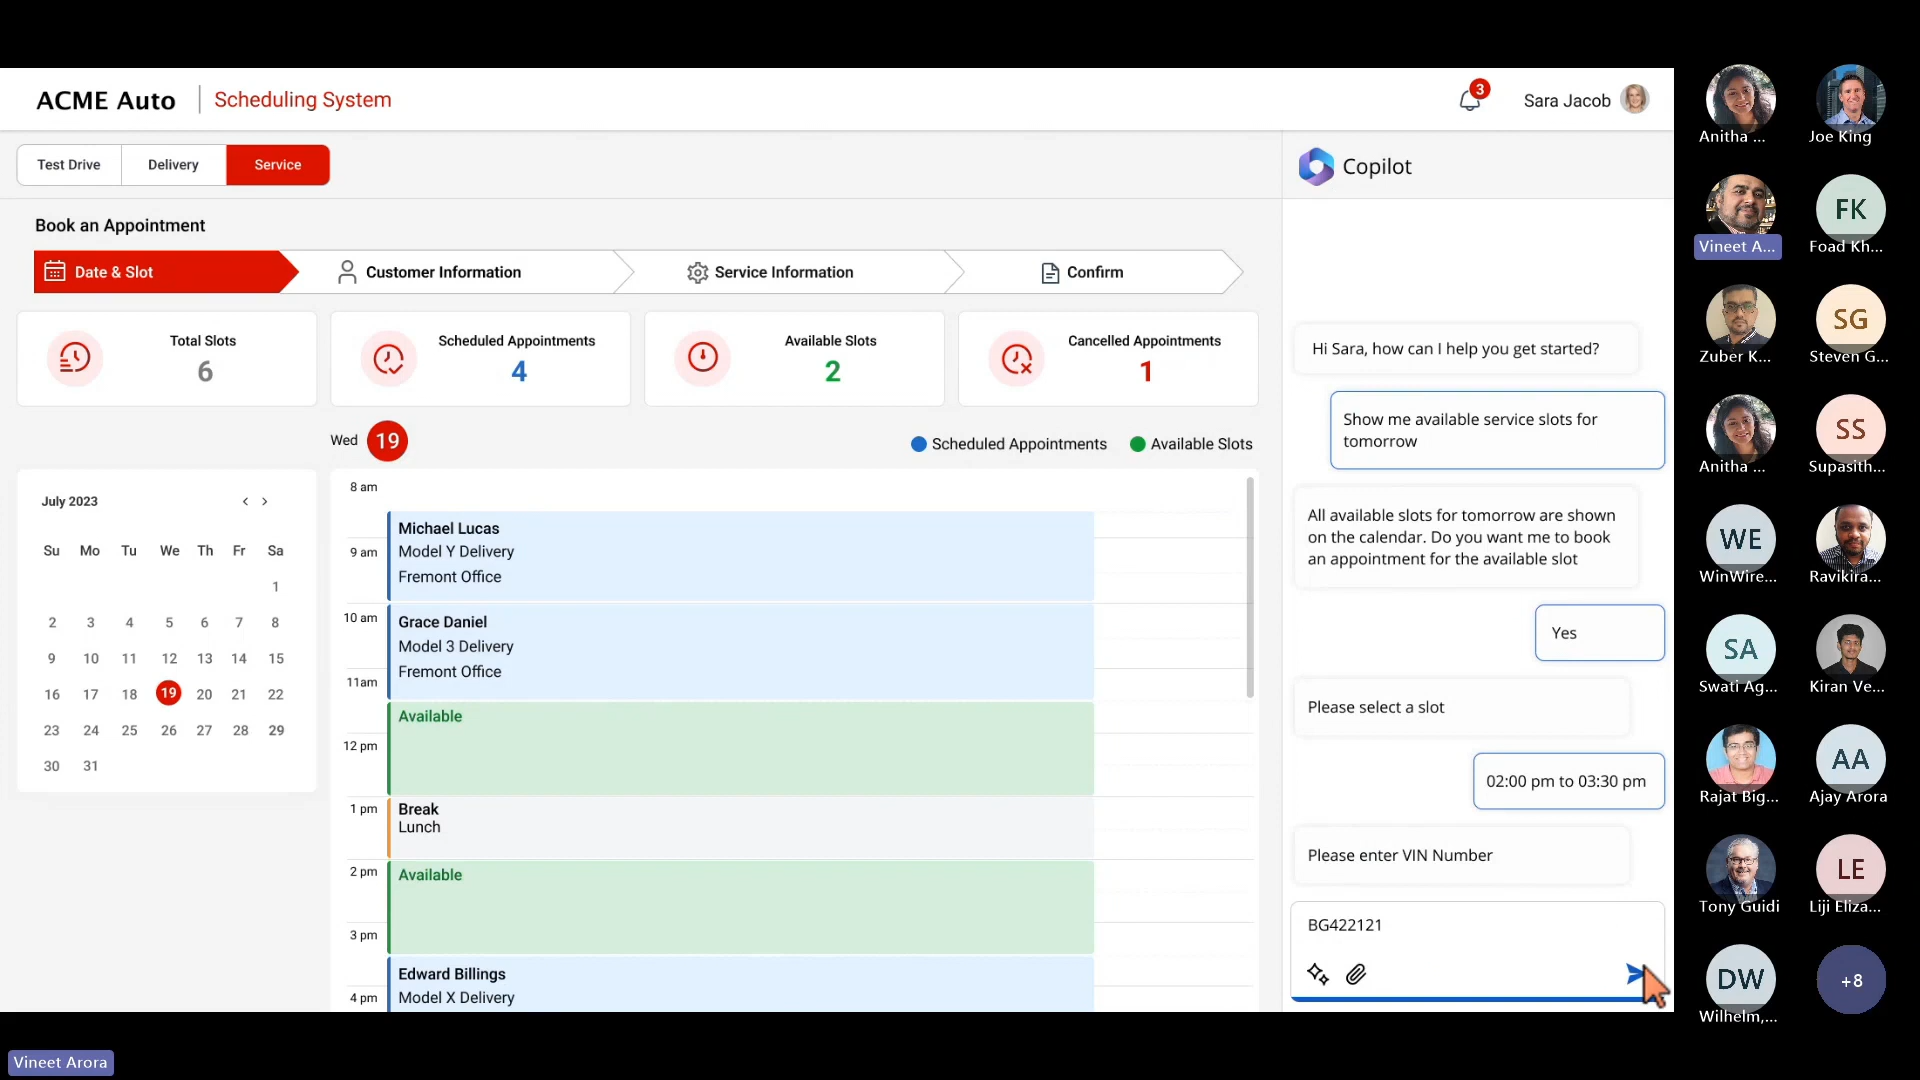 ACME Auto
Scheduling System
3
Sara Jacob
Test Drive
Delivery
Service
Copilot
Book an Appointment
Date & Slot
Customer Information
Service Information
Confirm
Total Slots
6
Scheduled Appointments
4
Available Slots
2
Cancelled Appointments
1
Wed 19
Scheduled Appointments
Available Slots
July 2023
< >
Su Mo Tu We Th Fr Sa
1
2 3 4 5 6 7 8
9 10 11 12 13 14 15
16 17 18 19 20 21 22
23 24 25 26 27 28 29
30 31
8 am
Michael Lucas
9 am
Model Y Delivery
Fremont Office
10 am
Grace Daniel
Model 3 Delivery
Fremont Office
11am
Available
12 pm
1 pm
Break
Lunch
2 pm
Available
3 pm
Edward Billings
4 pm
Model X Delivery
Hi Sara, how can I help you get started?
Show me available service slots for
tomorrow
All available slots for tomorrow are shown
on the calendar. Do you want me to book
an appointment for the available slot
Yes
Please select a slot
02:00 pm to 03:30 pm
Please enter VIN Number
BG422121
Anitha ...
Joe King
Vineet A...
FK
Foad Kh...
Zuber K...
SG
Steven G...
Anitha ...
SS
Supasith...
WE
WinWire...
Ravikira...
SA
Swati Ag...
Kiran Ve...
Rajat Big...
AA
Ajay Arora
Tony Guidi
LE
Liji Eliza...
DW
Wilhelm,...
+8
Vineet Arora